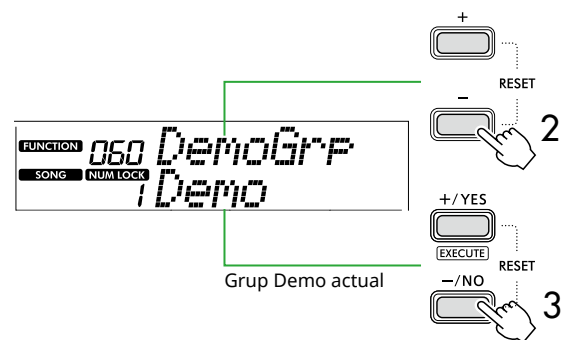 +
RESET
-
2
FUNCTION 060 DemoGrp
SONG NUM LOCK
1 Demo
+/YES
EXECUTE
RESET
Grup Demo actual
-/NO
3